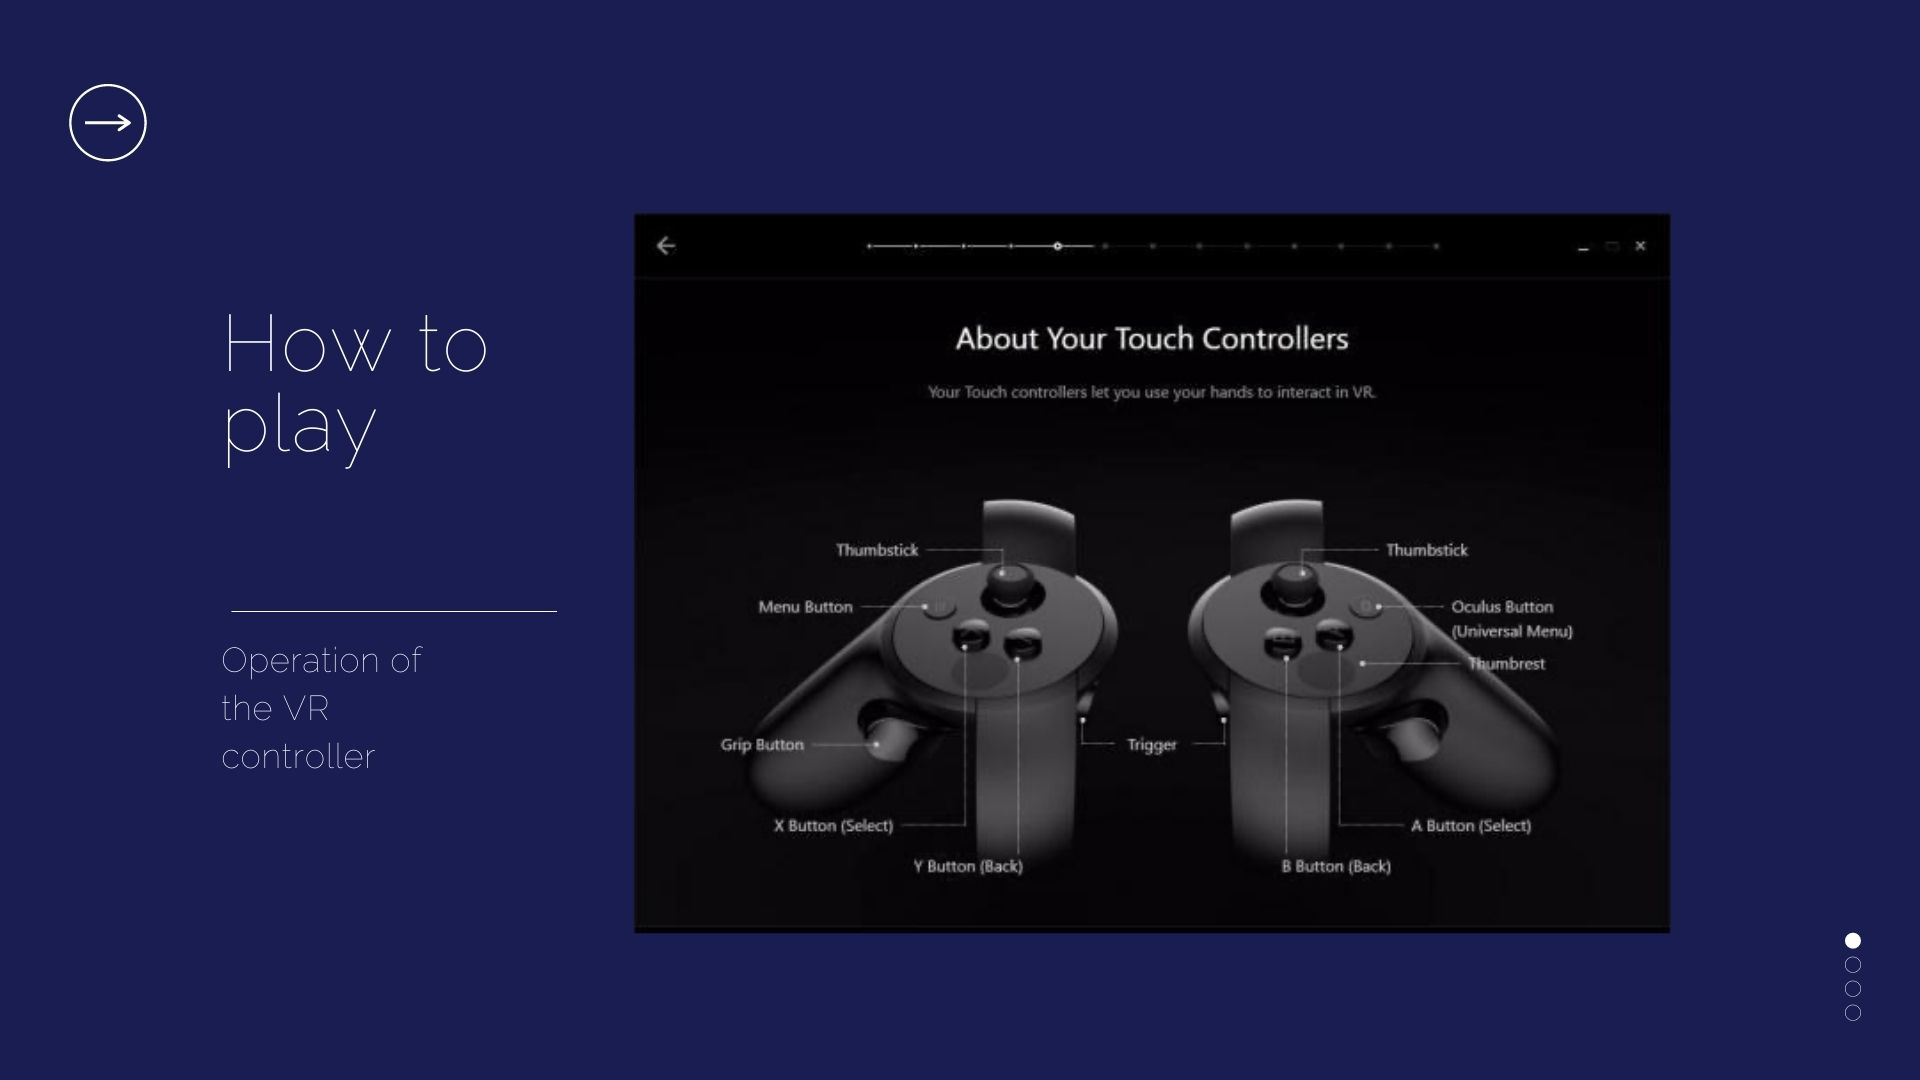 How to
play
Operation of
the VR
controller
About Your Touch Controllers
Your Touch controllers let you use your hands to interact in VR.
Thumbstick
Thumbstick
Menu Button
Oculus Button
(Universal Menu)
Thumbrest
Grip Button
Trigger
X Button (Select)
A Button (Select)
Y Button (Back)
B Button (Back)